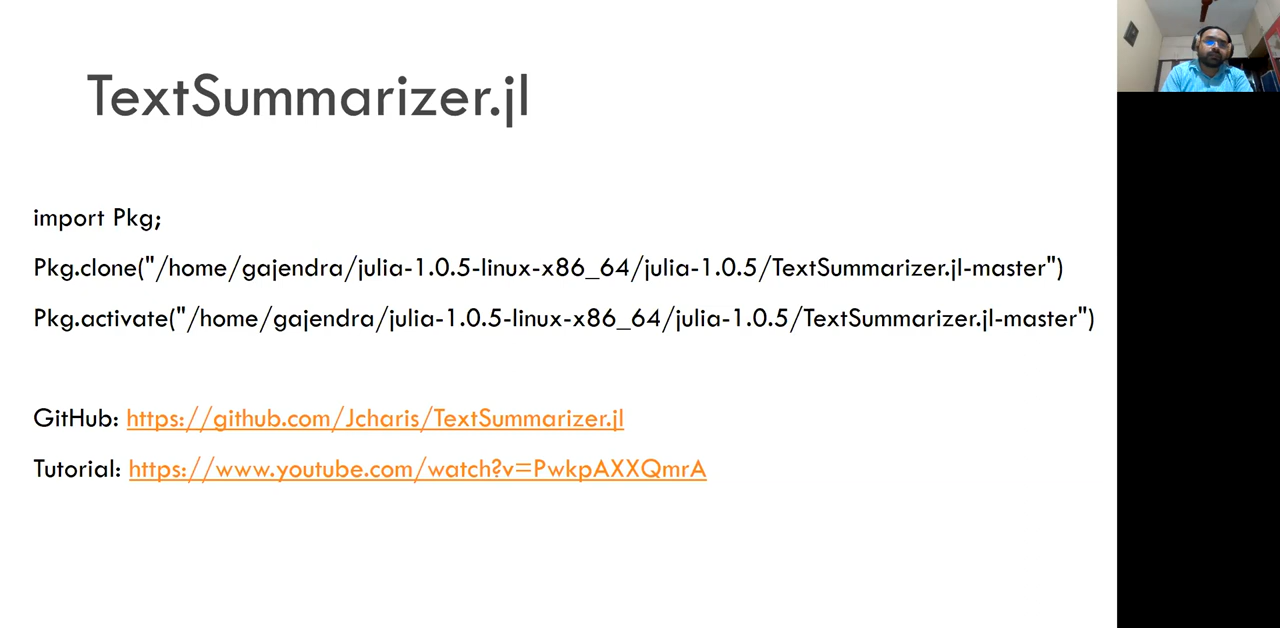 TextSummarizer.jl
import Pkg;
Pkg.clone("/home/gajendra/julia-1.0.5-linux-x86_64/julia-1.0.5/TextSummarizer.jl-master")
Pkg.activate("/home/gajendra/julia-1.0.5-linux-x86_64/julia-1.0.5/TextSummarizer.jl-master")
GitHub: https://github.com/Jcharis/TextSummarizer.jl
Tutorial: https://www.youtube.com/watch?v=PwkpAXXQmrA